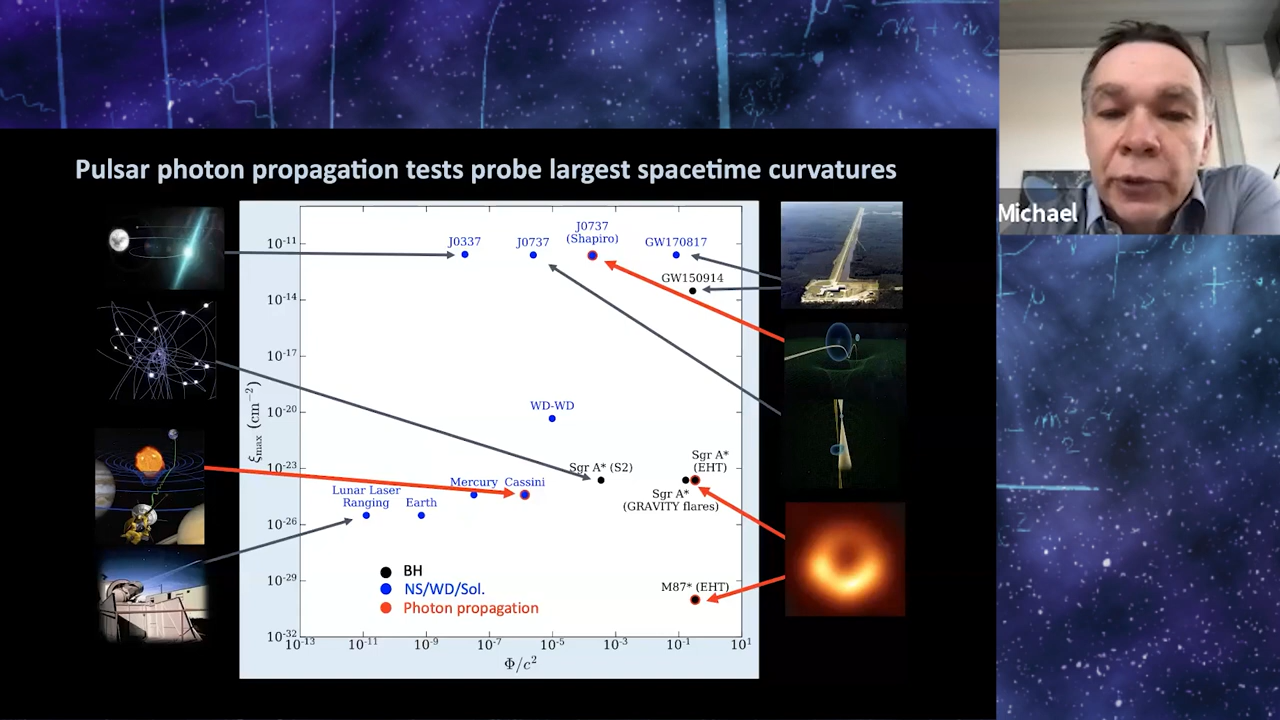 Michael
Pulsar photon propagation tests probe largest spacetime curvatures
10⁻¹¹
10⁻¹⁴
10⁻¹⁷
10⁻²⁰
10⁻²³
10⁻²⁶
10⁻²⁹
10⁻³²
ξmax (cm⁻²)
J0337
J0737
J0737
(Shapiro)
GW170817
GW150914
WD-WD
Sgr A* (S2)
Sgr A*
(EHT)
Sgr A*
(GRAVITY flares)
Mercury
Cassini
Lunar Laser
Ranging
Earth
M87* (EHT)
BH
NS/WD/Sol.
Photon propagation
10⁻¹³
10⁻¹¹
10⁻⁹
10⁻⁷
10⁻⁵
10⁻³
10⁻¹
10¹
Φ/c²